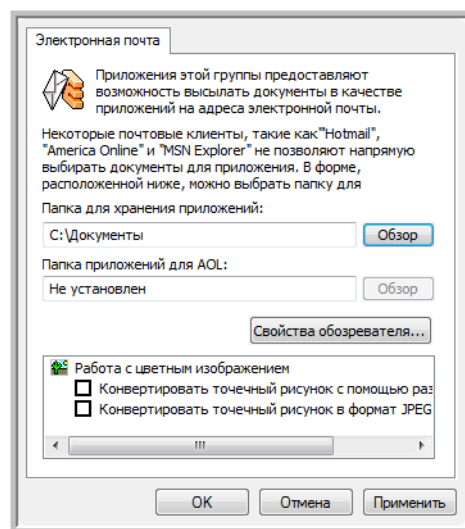 Электронная почта
Приложения этой группы предоставляют
возможность высылать документы в качестве
приложений на адреса электронной почты.
Некоторые почтовые клиенты, такие как"Hotmail",
"America Online" и "MSN Explorer" не позволяют напрямую
выбирать документы для приложения. В форме,
расположенной ниже, можно выбрать папку для
Папка для хранения приложений:
C:\Документы
Обзор
Папка приложений для AOL:
Не установлен
Обзор
Свойства обозревателя...
Работа с цветным изображением
Конвертировать точечный рисунок с помощью раз
Конвертировать точечный рисунок в формат JPEG
OK
Отмена
Применить